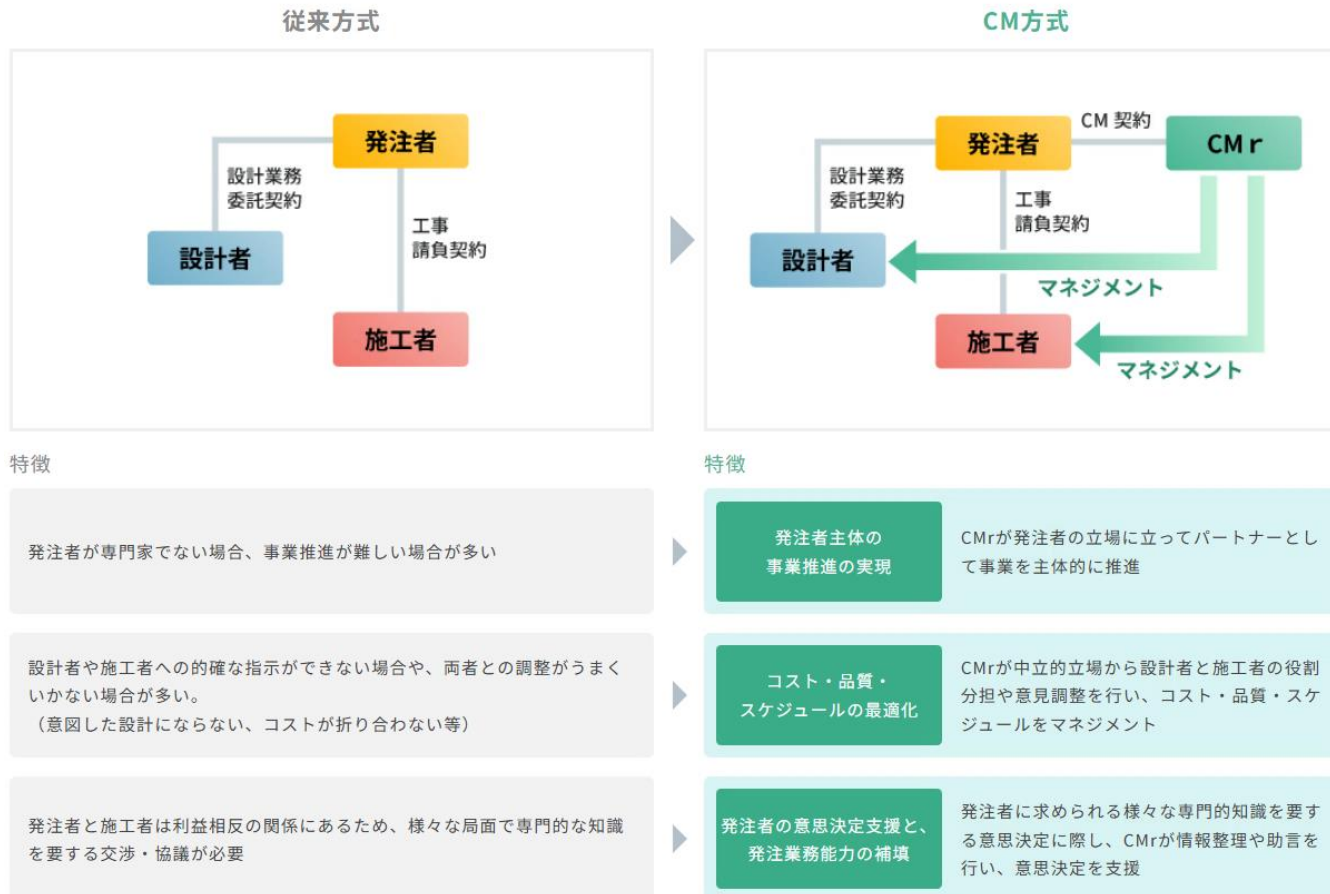 従来方式
発注者
設計業務
委託契約
設計者
工事
請負契約
施工者
CM方式
発注者
CM 契約
CMr
設計業務
委託契約
工事
請負契約
設計者
マネジメント
施工者
マネジメント
特徴
特徴
発注者が専門家でない場合、事業推進が難しい場合が多い
発注者主体の
事業推進の実現
CMrが発注者の立場に立ってパートナーとし
て事業を主体的に推進
設計者や施工者への的確な指示ができない場合や、両者との調整がうまく
いかない場合が多い。
（意図した設計にならない、コストが折り合わない等）
コスト・品質・
スケジュールの最適化
CMrが中立的立場から設計者と施工者の役割
分担や意見調整を行い、コスト・品質・スケ
ジュールをマネジメント
発注者と施工者は利益相反の関係にあるため、様々な局面で専門的な知識
を要する交渉・協議が必要
発注者の意思決定支援と、
発注業務能力の補填
発注者に求められる様々な専門的知識を要す
る意思決定に際し、CMrが情報整理や助言を
行い、意思決定を支援